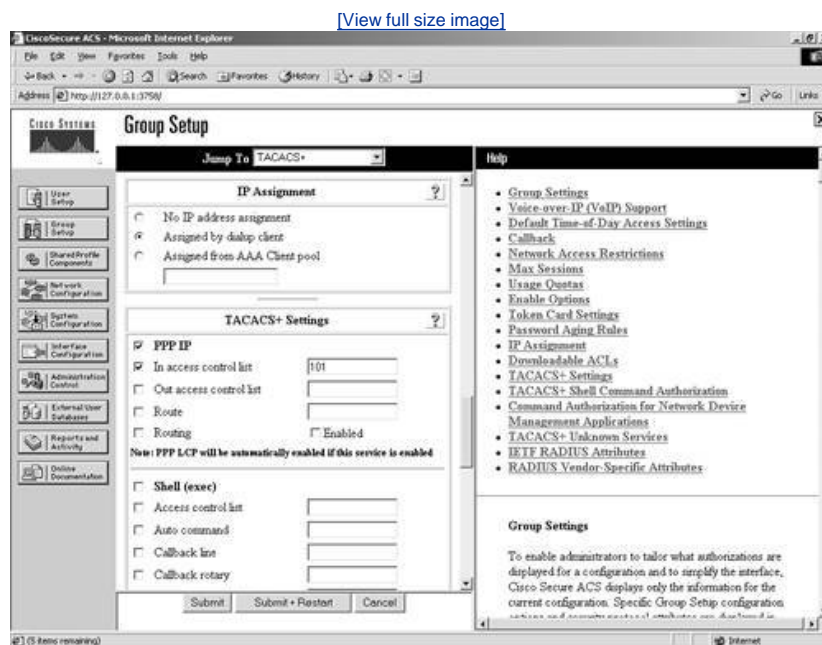 [View full size image]
CiscoSecure ACS - Microsoft Internet Explorer
File Edit View Favorites Tools Help
Back Search Favorites History
Address http://127.0.0.1:3758/ Go Links
Cisco Systems
Group Setup
Jump To TACACS+
User Setup
Group Setup
Shared Profile Components
Network Configuration
System Configuration
Interface Configuration
Administration Control
External User Databases
Reports and Activity
Online Documentation
IP Assignment ?
No IP address assignment
Assigned by dialup client
Assigned from AAA Client pool
TACACS+ Settings ?
PPP IP
In access control list 101
Out access control list
Route
Routing Enabled
Note: PPP LCP will be automatically enabled if this service is enabled
Shell (exec)
Access control list
Auto command
Callback line
Callback rotary
Submit Submit + Restart Cancel
Help
Group Settings
Voice-over-IP (VoIP) Support
Default Time-of-Day Access Settings
Callback
Network Access Restrictions
Max Sessions
Usage Quotas
Enable Options
Token Card Settings
Password Aging Rules
IP Assignment
Downloadable ACLs
TACACS+ Settings
TACACS+ Shell Command Authorization
Command Authorization for Network Device
Management Applications
TACACS+ Unknown Services
IETF RADIUS Attributes
RADIUS Vendor-Specific Attributes
Group Settings
To enable administrators to tailor what authorizations are
displayed for a configuration and to simplify the interface,
Cisco Secure ACS displays only the information for the
current configuration. Specific Group Setup configuration
(5 items remaining) Internet